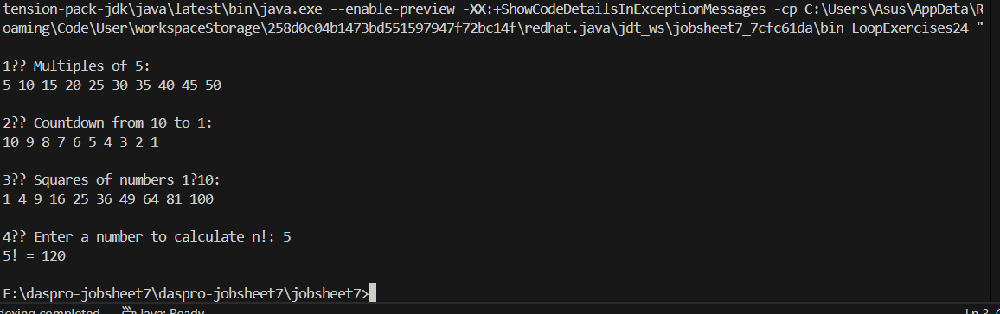 tension-pack-jdk\java\latest\bin\java.exe --enable-preview -XX:+ShowCodeDetailsInExceptionMessages -cp C:\Users\Asus\AppData\R
oaming\Code\User\workspaceStorage\258d0c04b1473bd551597947f72bc14f\redhat.java\jdt_ws\jobsheet7_7cfc61da\bin LoopExercises24 "
1?? Multiples of 5:
5 10 15 20 25 30 35 40 45 50
2?? Countdown from 10 to 1:
10 9 8 7 6 5 4 3 2 1
3?? Squares of numbers 1?10:
1 4 9 16 25 36 49 64 81 100
4?? Enter a number to calculate n!: 5
5! = 120
F:\daspro-jobsheet7\daspro-jobsheet7\jobsheet7>
ndexing completed. Java: Ready